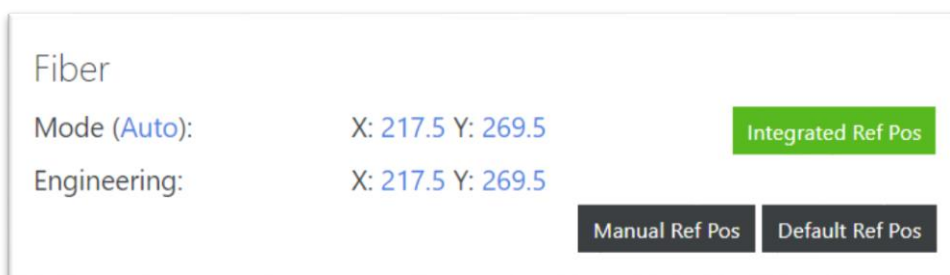 Fiber
Mode (Auto): X: 217.5 Y: 269.5 Integrated Ref Pos
Engineering: X: 217.5 Y: 269.5
Manual Ref Pos Default Ref Pos